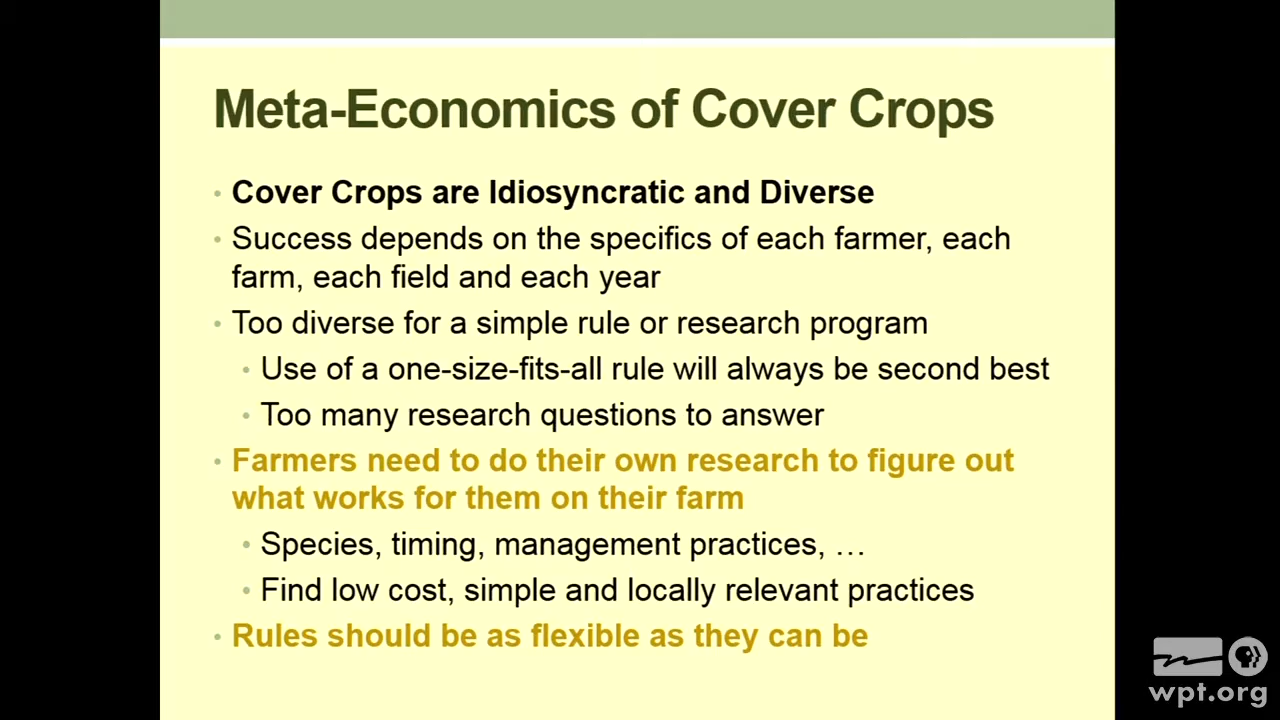 Meta-Economics of Cover Crops
• Cover Crops are Idiosyncratic and Diverse
• Success depends on the specifics of each farmer, each
farm, each field and each year
• Too diverse for a simple rule or research program
• Use of a one-size-fits-all rule will always be second best
• Too many research questions to answer
• Farmers need to do their own research to figure out
what works for them on their farm
• Species, timing, management practices, …
• Find low cost, simple and locally relevant practices
• Rules should be as flexible as they can be
wpt.org